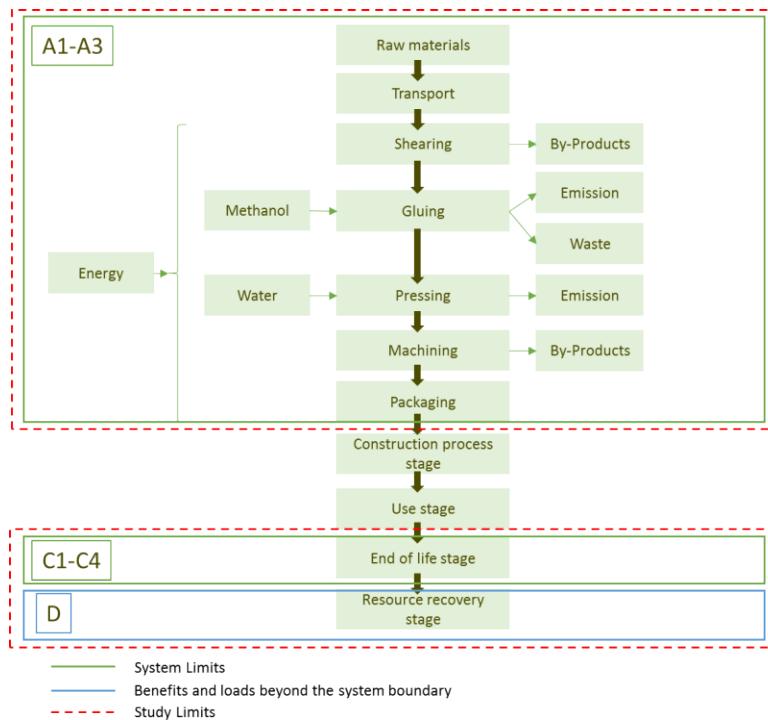 A1-A3
Raw materials
Transport
Shearing
By-Products
Methanol
Gluing
Emission
Waste
Energy
Water
Pressing
Emission
Machining
By-Products
Packaging
Construction process
stage
Use stage
C1-C4
End of life stage
D
Resource recovery
stage
System Limits
Benefits and loads beyond the system boundary
Study Limits